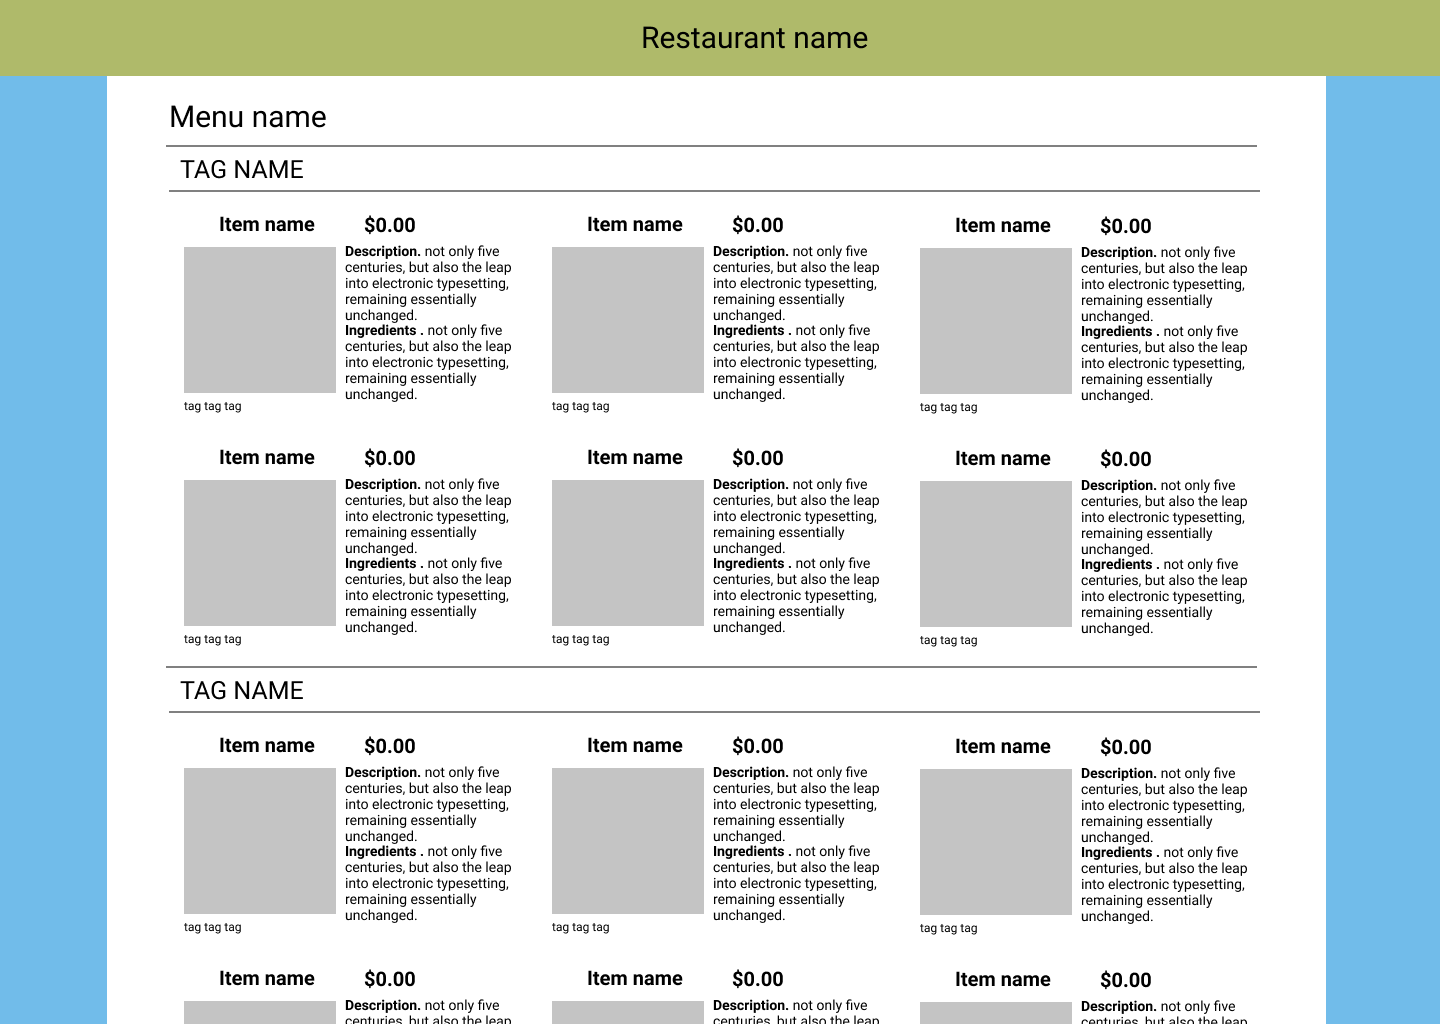 Restaurant name
Menu name
TAG NAME
Item name $0.00
Description. not only five
centuries, but also the leap
into electronic typesetting,
remaining essentially
unchanged.
Ingredients . not only five
centuries, but also the leap
into electronic typesetting,
remaining essentially
unchanged.
tag tag tag
Item name $0.00
Description. not only five
centuries, but also the leap
into electronic typesetting,
remaining essentially
unchanged.
Ingredients . not only five
centuries, but also the leap
into electronic typesetting,
remaining essentially
unchanged.
tag tag tag
Item name $0.00
Description. not only five
centuries, but also the leap
into electronic typesetting,
remaining essentially
unchanged.
Ingredients . not only five
centuries, but also the leap
into electronic typesetting,
remaining essentially
unchanged.
tag tag tag
Item name $0.00
Description. not only five
centuries, but also the leap
into electronic typesetting,
remaining essentially
unchanged.
Ingredients . not only five
centuries, but also the leap
into electronic typesetting,
remaining essentially
unchanged.
tag tag tag
Item name $0.00
Description. not only five
centuries, but also the leap
into electronic typesetting,
remaining essentially
unchanged.
Ingredients . not only five
centuries, but also the leap
into electronic typesetting,
remaining essentially
unchanged.
tag tag tag
Item name $0.00
Description. not only five
centuries, but also the leap
into electronic typesetting,
remaining essentially
unchanged.
Ingredients . not only five
centuries, but also the leap
into electronic typesetting,
remaining essentially
unchanged.
tag tag tag
TAG NAME
Item name $0.00
Description. not only five
centuries, but also the leap
into electronic typesetting,
remaining essentially
unchanged.
Ingredients . not only five
centuries, but also the leap
into electronic typesetting,
remaining essentially
unchanged.
tag tag tag
Item name $0.00
Description. not only five
centuries, but also the leap
into electronic typesetting,
remaining essentially
unchanged.
Ingredients . not only five
centuries, but also the leap
into electronic typesetting,
remaining essentially
unchanged.
tag tag tag
Item name $0.00
Description. not only five
centuries, but also the leap
into electronic typesetting,
remaining essentially
unchanged.
Ingredients . not only five
centuries, but also the leap
into electronic typesetting,
remaining essentially
unchanged.
tag tag tag
Item name $0.00
Description. not only five
centuries, but also the leap
Item name $0.00
Description. not only five
centuries, but also the leap
Item name $0.00
Description. not only five
centuries, but also the leap